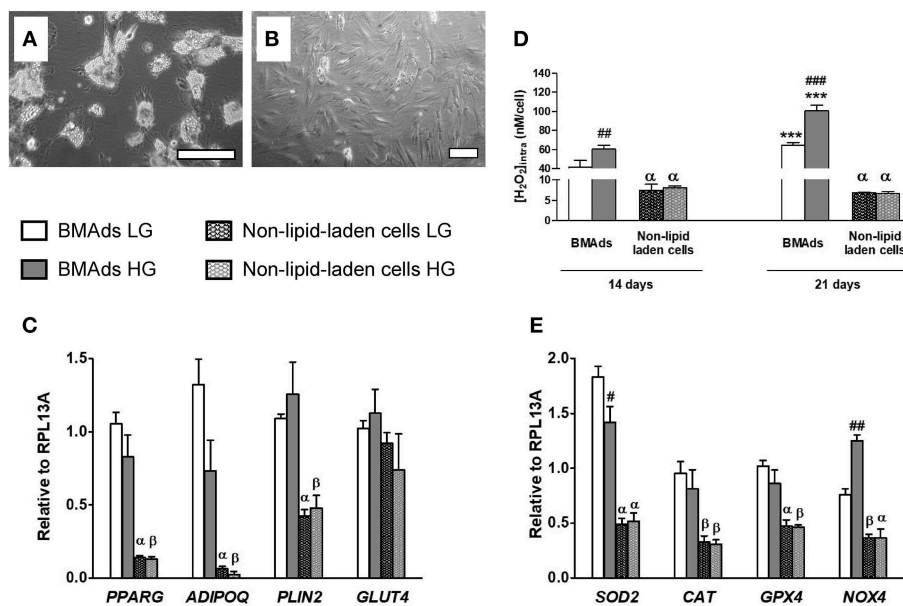 A
B
BMAds LG
Non-lipid-laden cells LG
BMAds HG
Non-lipid-laden cells HG
C
Relative to RPL13A
1.5
1.0
0.5
0.0
α β
α β
α β
PPARG ADIPOQ PLIN2 GLUT4
D
[H₂O₂]intra (nM/cell)
140
120
100
80
60
40
10
5
0
##
α α
###
***
***
α α
BMAds
Non-lipid
laden cells
BMAds
Non-lipid
laden cells
14 days
21 days
E
Relative to RPL13A
2.0
1.5
1.0
0.5
0.0
#
α α
β β
α β
##
β α
SOD2 CAT GPX4 NOX4